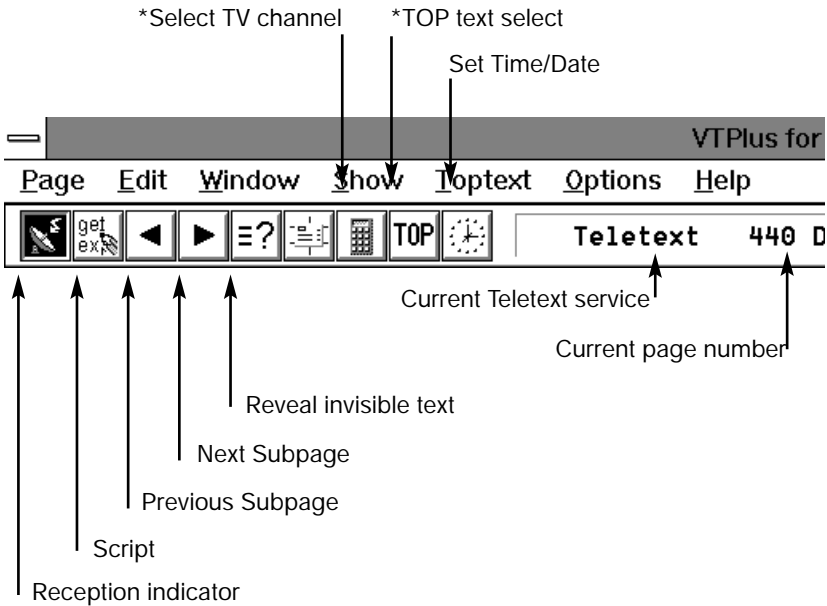 *Select TV channel *TOP text select
Set Time/Date
VTPlus for
Page Edit Window Show Toptext Options Help
get ex ≡? TOP Teletext 440 D
Current Teletext service
Current page number
Reveal invisible text
Next Subpage
Previous Subpage
Script
Reception indicator